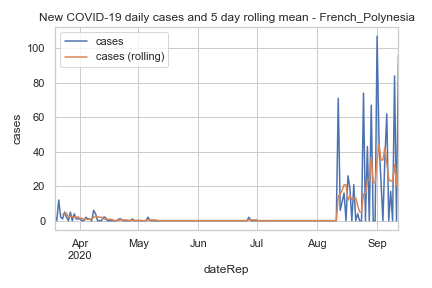 New COVID-19 daily cases and 5 day rolling mean - French_Polynesia
cases
cases (rolling)
100
80
60
40
20
0
cases
Apr
2020
May
Jun
Jul
Aug
Sep
dateRep